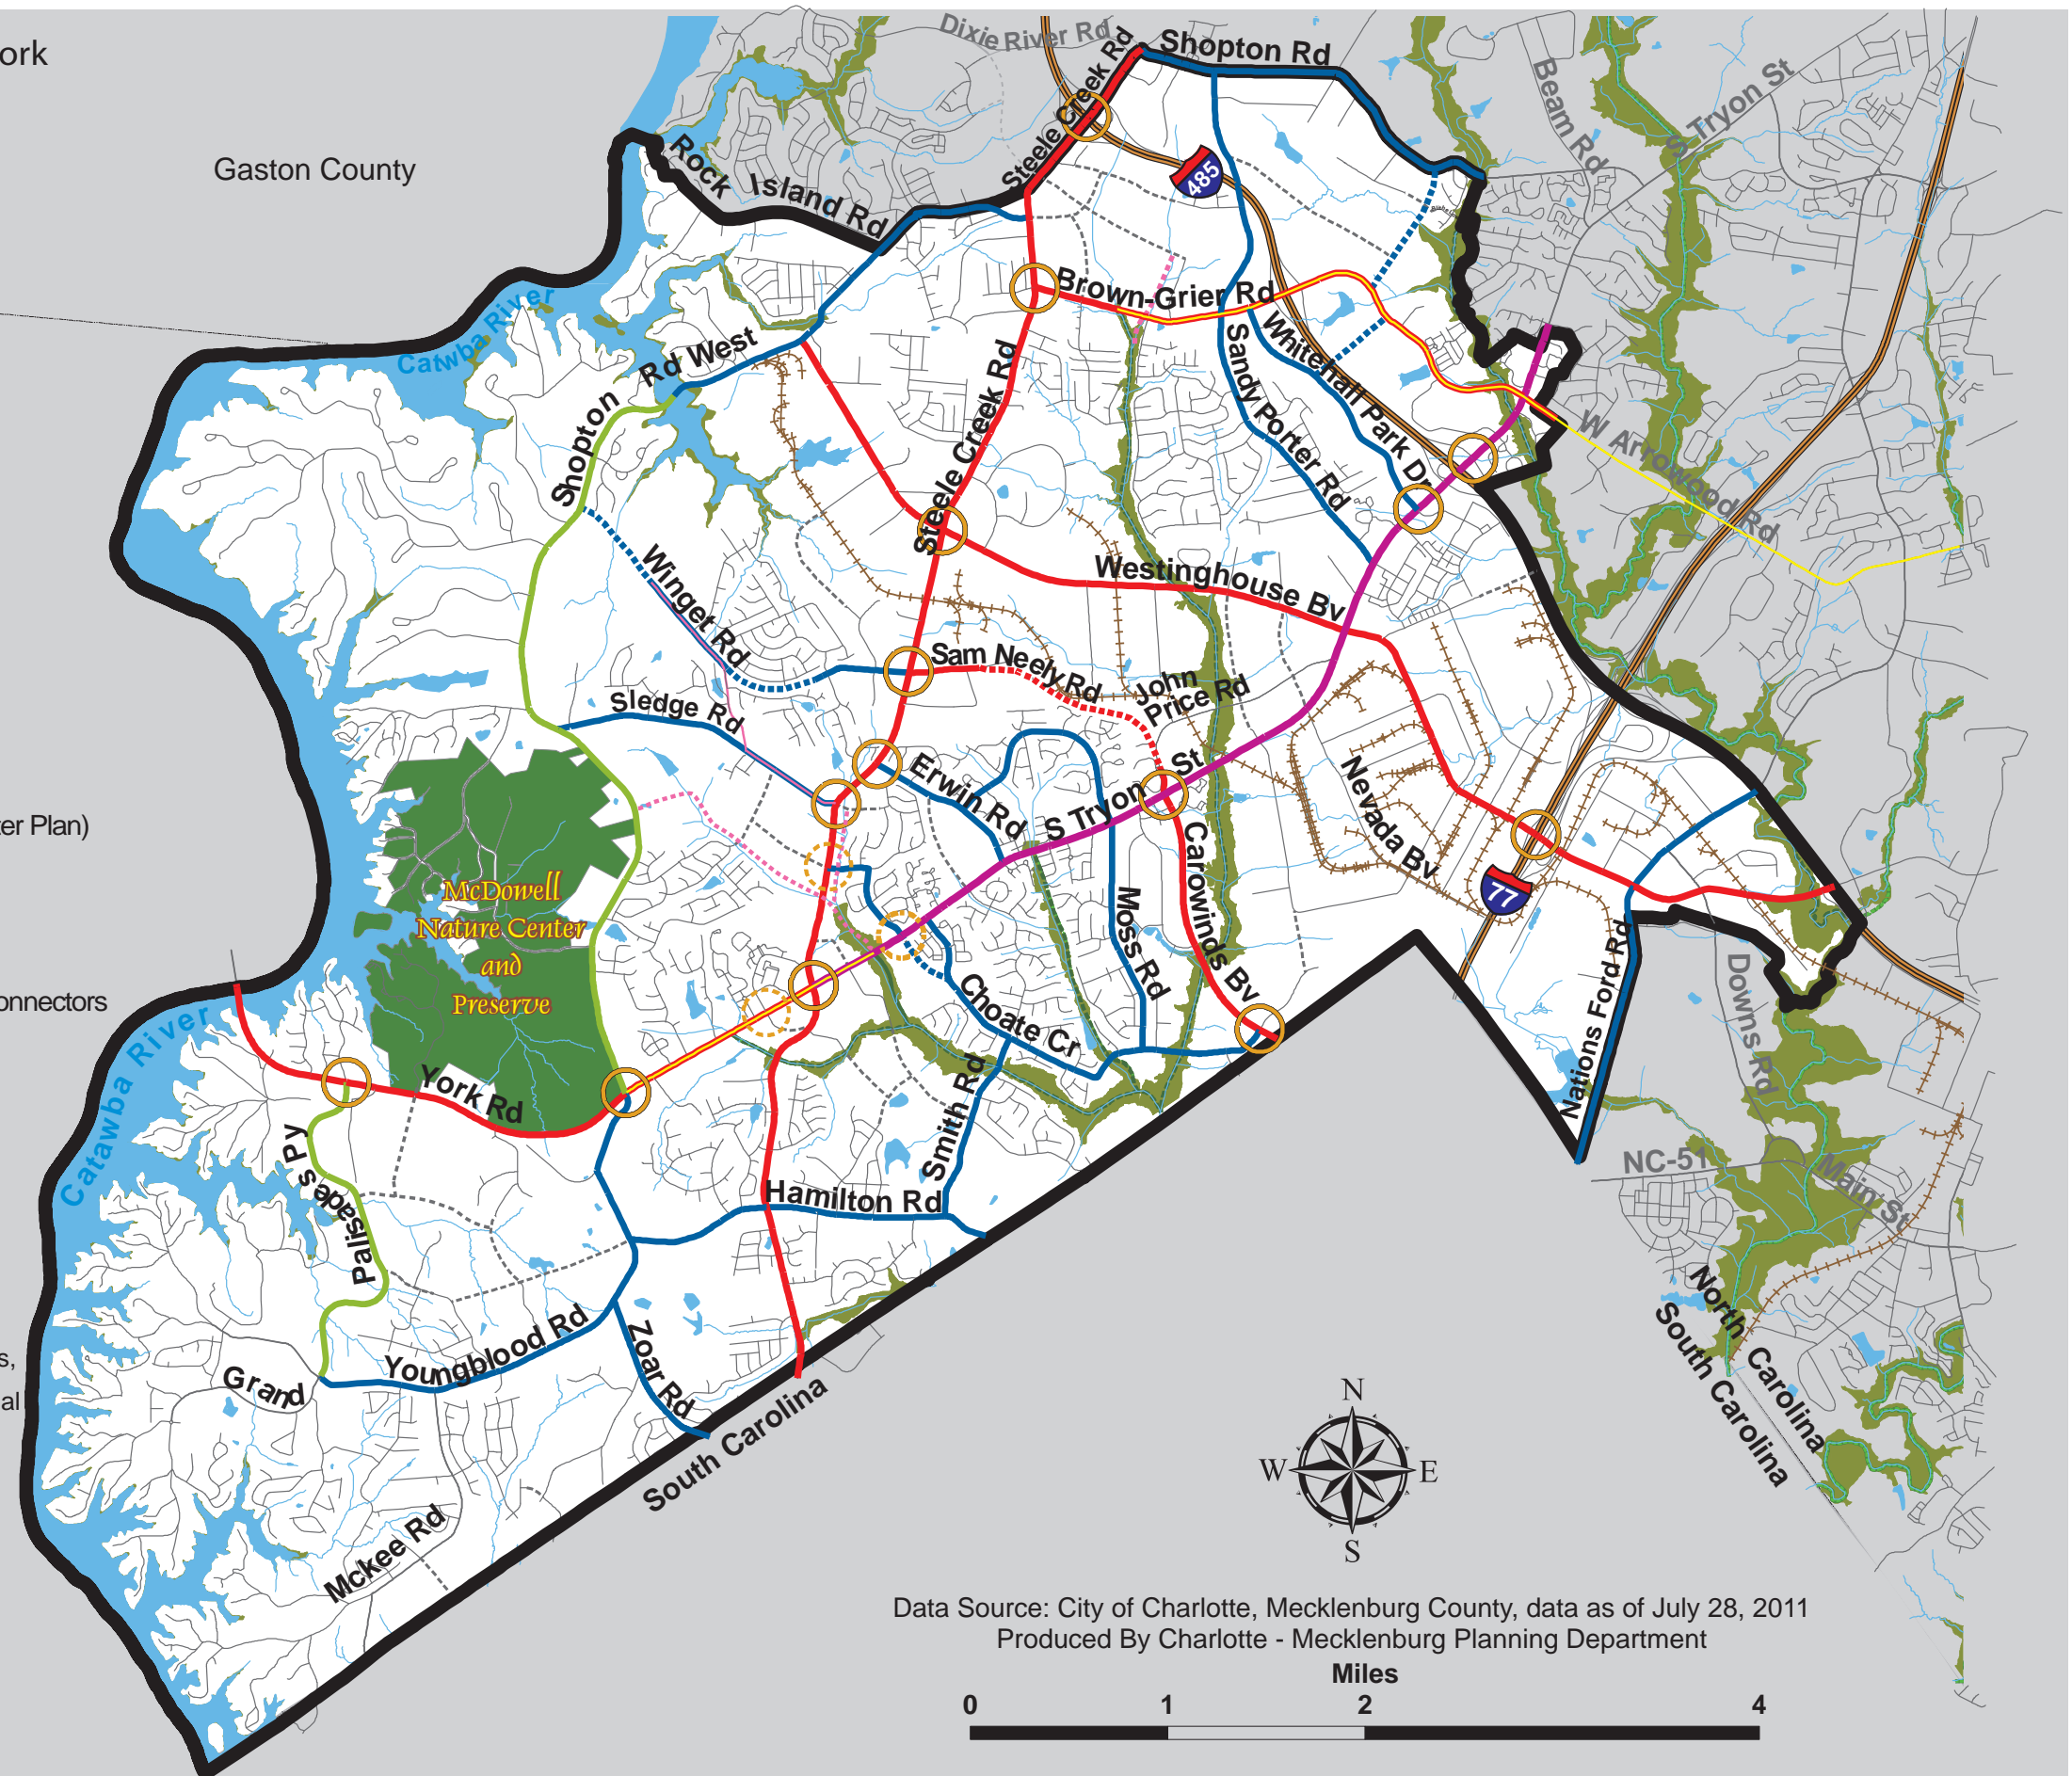 ork
Gaston County
er Plan)
onnectors
s,
al
Dixie River Rd
Steele Creek Rd
Shopton Rd
Beam Rd
S Tryon St
Rock Island Rd
485
Catwba River
Brown-Grier Rd
Shopton Rd West
Steele Creek Rd
Sandy Porter Rd
Whitehall Park Dr
W Arrowood Rd
Winget Rd
Westinghouse Bv
Sam Neely Rd
John
Price Rd
Sledge Rd
Erwin Rd
S Tryon St
Nevada Bv
77
McDowell
Nature Center
and
Preserve
Carowinds Bv
Moss Rd
Choate Cr
Nations Ford Rd
Downs Rd
Catawba River
York Rd
Palisades Py
Smith Rd
Hamilton Rd
NC-51
Main St
Grand
Youngblood Rd
Zoar Rd
South Carolina
North Carolina
South Carolina
Mckee Rd
N
W
E
S
Data Source: City of Charlotte, Mecklenburg County, data as of July 28, 2011
Produced By Charlotte - Mecklenburg Planning Department
Miles
0 1 2 4